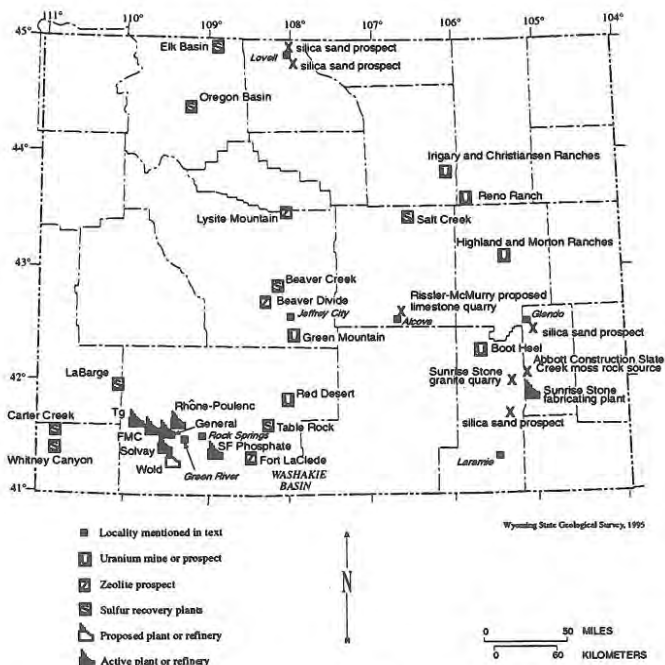 111° 110° 109° 108° 107° 106° 105° 104°
45°
44°
43°
42°
41°
Elk Basin
silica sand prospect
Lovell
silica sand prospect
Oregon Basin
Irigary and Christiansen Ranches
Reno Ranch
Lysite Mountain
Salt Creek
Highland and Morton Ranches
Beaver Creek
Beaver Divide
Jeffrey City
Rissler-McMurry proposed
limestone quarry
Alcova
Glendo
silica sand prospect
Green Mountain
Boot Heel
Abbott Construction Slate
Creek moss rock source
LaBarge
Sunrise Stone
granite quarry
Red Desert
Sunrise Stone
fabricating plant
Rhône-Poulenc
Tg
General
Carter Creek
Table Rock
silica sand prospect
FMC
Rock Springs
SF Phosphate
Solvay
Whitney Canyon
Wold
Green River
Fort LaClede
Laramie
WASHAKIE
BASIN
Wyoming State Geological Survey, 1995
Locality mentioned in text
Uranium mine or prospect
Zeolite prospect
Sulfur recovery plants
Proposed plant or refinery
Active plant or refinery
N
0 50 MILES
0 60 KILOMETERS